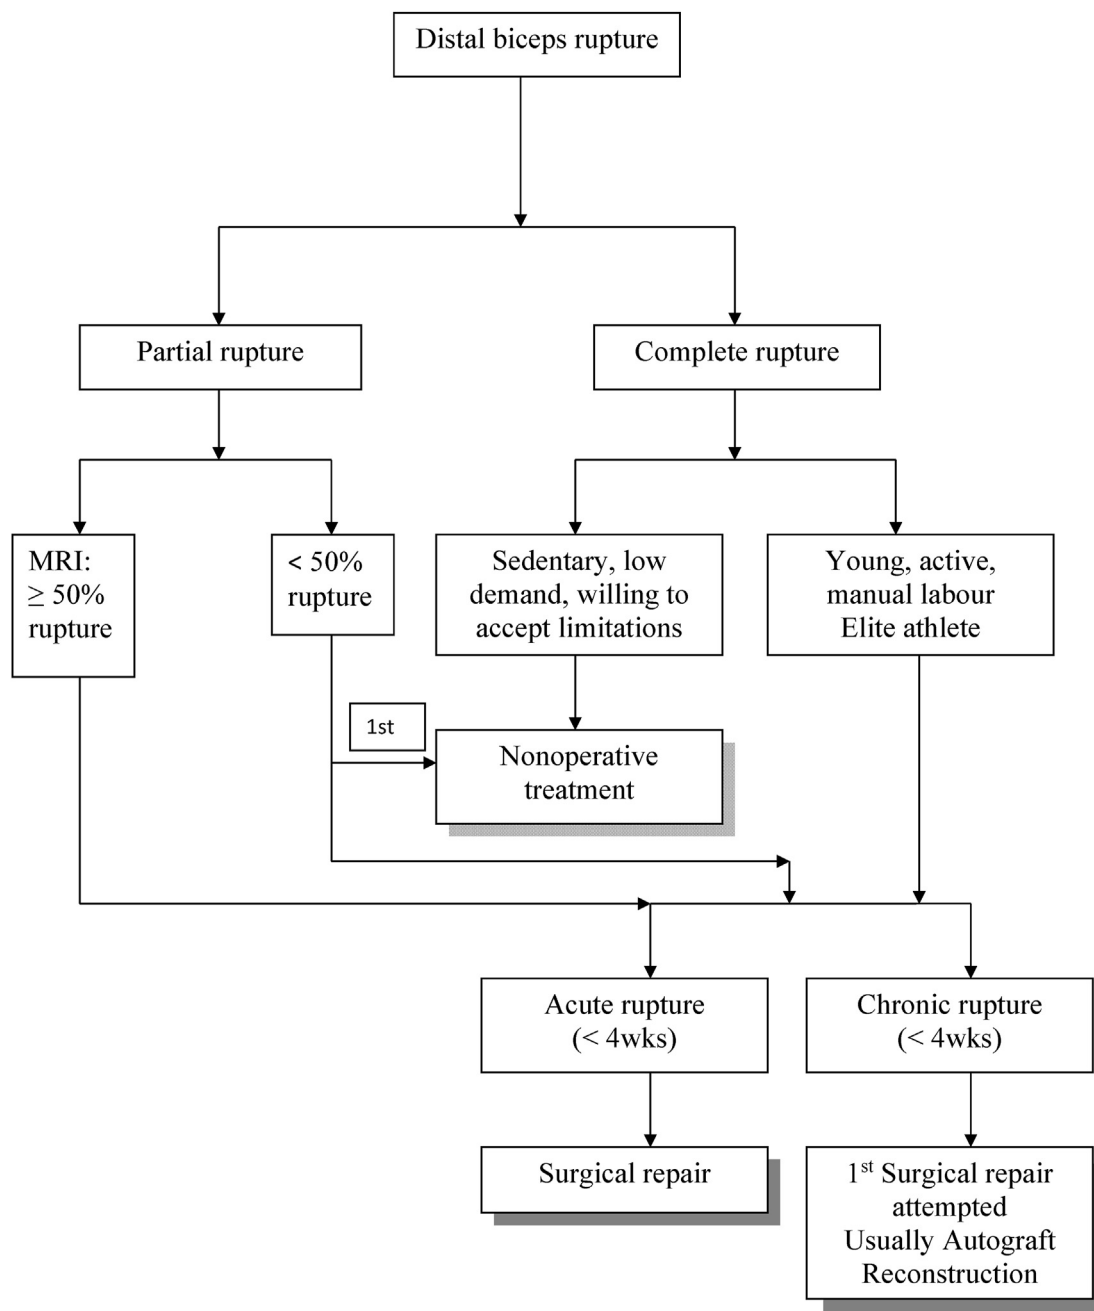 Distal biceps rupture
Partial rupture
Complete rupture
MRI:
≥ 50%
rupture
< 50%
rupture
Sedentary, low
demand, willing to
accept limitations
Young, active,
manual labour
Elite athlete
1st
Nonoperative
treatment
Acute rupture
(< 4wks)
Chronic rupture
(< 4wks)
Surgical repair
1st Surgical repair
attempted
Usually Autograft
Reconstruction